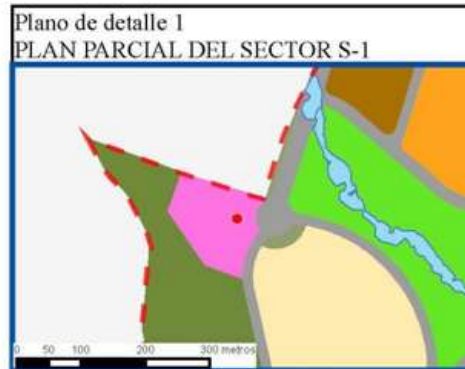 Plano de detalle 1
PLAN PARCIAL DEL SECTOR S-1
0 50 100 200 300 metros